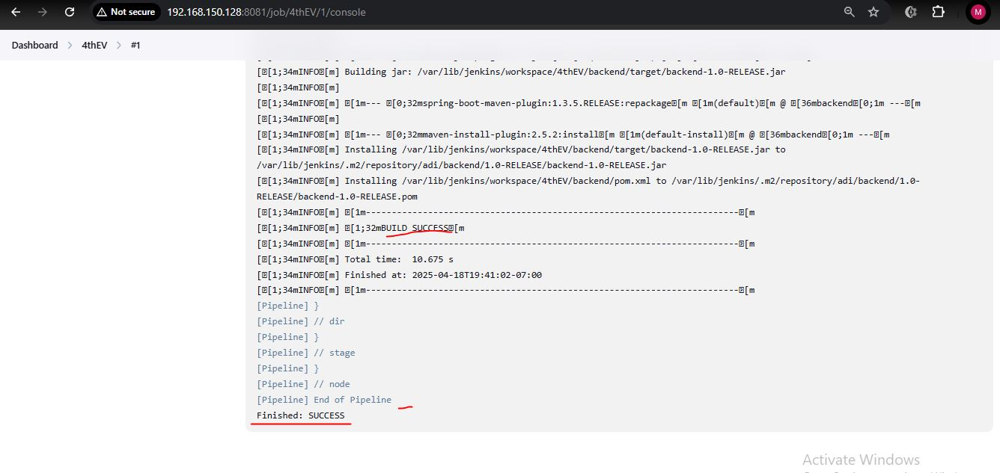 Not secure 192.168.150.128:8081/job/4thEV/1/console M
Dashboard > 4thEV > #1
[␛[1;34mINFO␛[m] Building jar: /var/lib/jenkins/workspace/4thEV/backend/target/backend-1.0-RELEASE.jar
[␛[1;34mINFO␛[m]
[␛[1;34mINFO␛[m] ␛[1m--- ␛[0;32mspring-boot-maven-plugin:1.3.5.RELEASE:repackage␛[m ␛[1m(default)␛[m @ ␛[36mbackend␛[0;1m ---␛[m
[␛[1;34mINFO␛[m]
[␛[1;34mINFO␛[m] ␛[1m--- ␛[0;32mmaven-install-plugin:2.5.2:install␛[m ␛[1m(default-install)␛[m @ ␛[36mbackend␛[0;1m ---␛[m
[␛[1;34mINFO␛[m] Installing /var/lib/jenkins/workspace/4thEV/backend/target/backend-1.0-RELEASE.jar to
/var/lib/jenkins/.m2/repository/adi/backend/1.0-RELEASE/backend-1.0-RELEASE.jar
[␛[1;34mINFO␛[m] Installing /var/lib/jenkins/workspace/4thEV/backend/pom.xml to /var/lib/jenkins/.m2/repository/adi/backend/1.0-
RELEASE/backend-1.0-RELEASE.pom
[␛[1;34mINFO␛[m] ␛[1m------------------------------------------------------------------------␛[m
[␛[1;34mINFO␛[m] ␛[1;32mBUILD SUCCESS␛[m
[␛[1;34mINFO␛[m] ␛[1m------------------------------------------------------------------------␛[m
[␛[1;34mINFO␛[m] Total time:  10.675 s
[␛[1;34mINFO␛[m] Finished at: 2025-04-18T19:41:02-07:00
[␛[1;34mINFO␛[m] ␛[1m------------------------------------------------------------------------␛[m
[Pipeline] }
[Pipeline] // dir
[Pipeline] }
[Pipeline] // stage
[Pipeline] }
[Pipeline] // node
[Pipeline] End of Pipeline
Finished: SUCCESS
Activate Windows